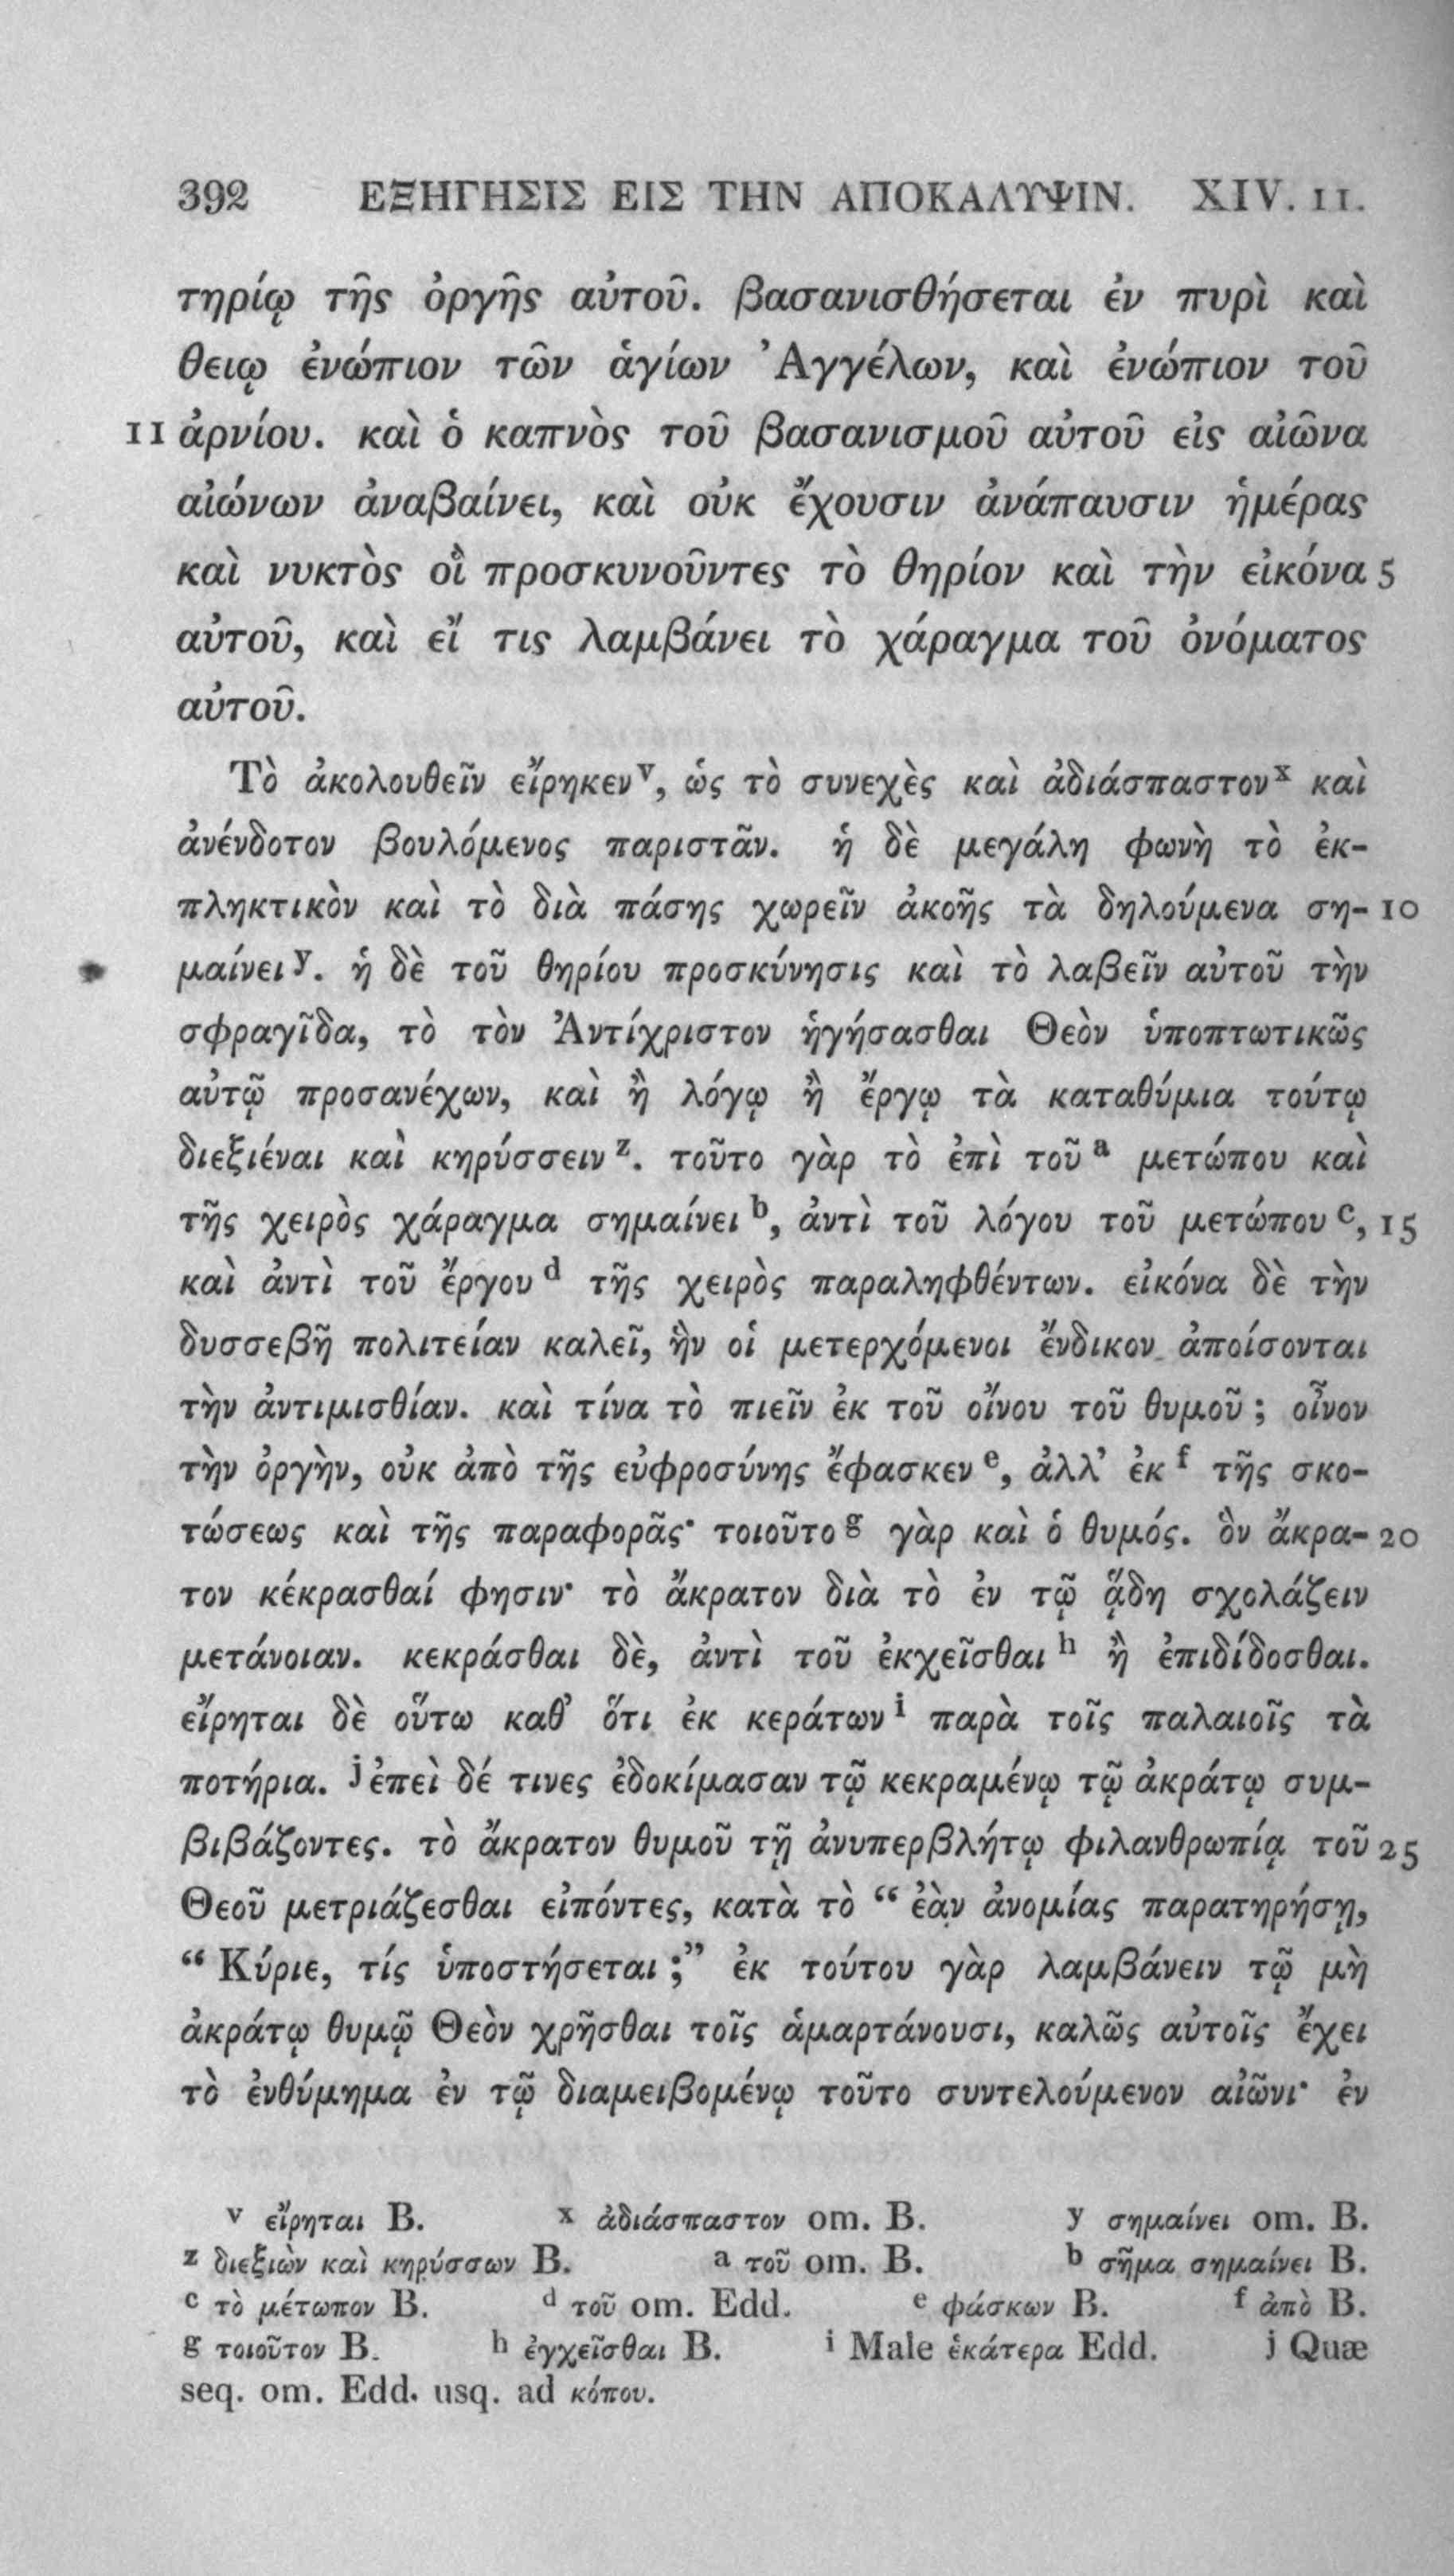 392 ΕΞΗΓΗΣΙΣ ΕΙΣ ΤΗΝ ΑΠΟΚΑΛΥΨΙΝ. XIV. 11.
τηρίῳ τῆς ὀργῆς αὐτοῦ. βασανισθήσεται ἐν πυρὶ καὶ
θειῳ ἐνώπιον τῶν ἁγίων Ἀγγέλων, καὶ ἐνώπιον τοῦ
11 ἀρνίου. καὶ ὁ καπνὸς τοῦ βασανισμοῦ αὐτοῦ εἰς αἰῶνα
αἰώνων ἀναβαίνει, καὶ οὐκ ἔχουσιν ἀνάπαυσιν ἡμέρας
καὶ νυκτὸς οἳ προσκυνοῦντες τὸ θηρίον καὶ τὴν εἰκόνα 5
αὐτοῦ, καὶ εἴ τις λαμβάνει τὸ χάραγμα τοῦ ὀνόματος
αὐτοῦ.
Τὸ ἀκολουθεῖν εἴρηκεν v, ὡς τὸ συνεχὲς καὶ ἀδιάσπαστον x καὶ
ἀνένδοτον βουλόμενος παριστᾶν. ἡ δὲ μεγάλη φωνὴ τὸ ἐκ-
πληκτικὸν καὶ τὸ διὰ πάσης χωρεῖν ἀκοῆς τὰ δηλούμενα ση- 10
μαίνει y. ἡ δὲ τοῦ θηρίου προσκύνησις καὶ τὸ λαβεῖν αὐτοῦ τὴν
σφραγῖδα, τὸ τὸν Ἀντίχριστον ἡγήσασθαι Θεὸν ὑποπτωτικῶς
αὐτῷ προσανέχων, καὶ ἢ λόγῳ ἢ ἔργῳ τὰ καταθύμια τούτῳ
διεξιέναι καὶ κηρύσσειν z. τοῦτο γὰρ τὸ ἐπὶ τοῦ a μετώπου καὶ
τῆς χειρὸς χάραγμα σημαίνει b, ἀντὶ τοῦ λόγου τοῦ μετώπου c, 15
καὶ ἀντὶ τοῦ ἔργου d τῆς χειρὸς παραληφθέντων. εἰκόνα δὲ τὴν
δυσσεβῆ πολιτείαν καλεῖ, ἣν οἱ μετερχόμενοι ἔνδικον ἀποίσονται
τὴν ἀντιμισθίαν. καὶ τίνα τὸ πιεῖν ἐκ τοῦ οἴνου τοῦ θυμοῦ ; οἶνον
τὴν ὀργὴν, οὐκ ἀπὸ τῆς εὐφροσύνης ἔφασκεν e, ἀλλ’ ἐκ f τῆς σκο-
τώσεως καὶ τῆς παραφορᾶς· τοιοῦτο g γὰρ καὶ ὁ θυμός. ὃν ἄκρα- 20
τον κέκρασθαί φησιν· τὸ ἄκρατον διὰ τὸ ἐν τῷ ᾅδη σχολάζειν
μετάνοιαν. κεκράσθαι δὲ, ἀντὶ τοῦ ἐκχεῖσθαι h ἢ ἐπιδίδοσθαι.
εἴρηται δὲ οὕτω καθ’ ὅτι ἐκ κεράτων i παρὰ τοῖς παλαιοῖς τὰ
ποτήρια. j ἐπεὶ δέ τινες ἐδοκίμασαν τῷ κεκραμένῳ τῷ ἀκράτῳ συμ-
βιβάζοντες. τὸ ἄκρατον θυμοῦ τῇ ἀνυπερβλήτῳ φιλανθρωπίᾳ τοῦ 25
Θεοῦ μετριάζεσθαι εἰπόντες, κατὰ τὸ “ ἐὰν ἀνομίας παρατηρήσῃ,
“ Κύριε, τίς ὑποστήσεται ;” ἐκ τούτου γὰρ λαμβάνειν τῷ μὴ
ἀκράτῳ θυμῷ Θεὸν χρῆσθαι τοῖς ἁμαρτάνουσι, καλῶς αὐτοῖς ἔχει
τὸ ἐνθύμημα ἐν τῷ διαμειβομένῳ τοῦτο συντελούμενον αἰῶνι· ἐν
v εἴρηται B. x ἀδιάσπαστον om. B. y σημαίνει om. B.
z διεξιὼν καὶ κηρύσσων B. a τοῦ om. B. b σῆμα σημαίνει B.
c τὸ μέτωπον B. d τοῦ om. Edd. e φάσκων B. f ἀπὸ B.
g τοιοῦτον B. h ἐγχεῖσθαι B. i Male ἑκάτερα Edd. j Quæ
seq. om. Edd. usq. ad κόπου.